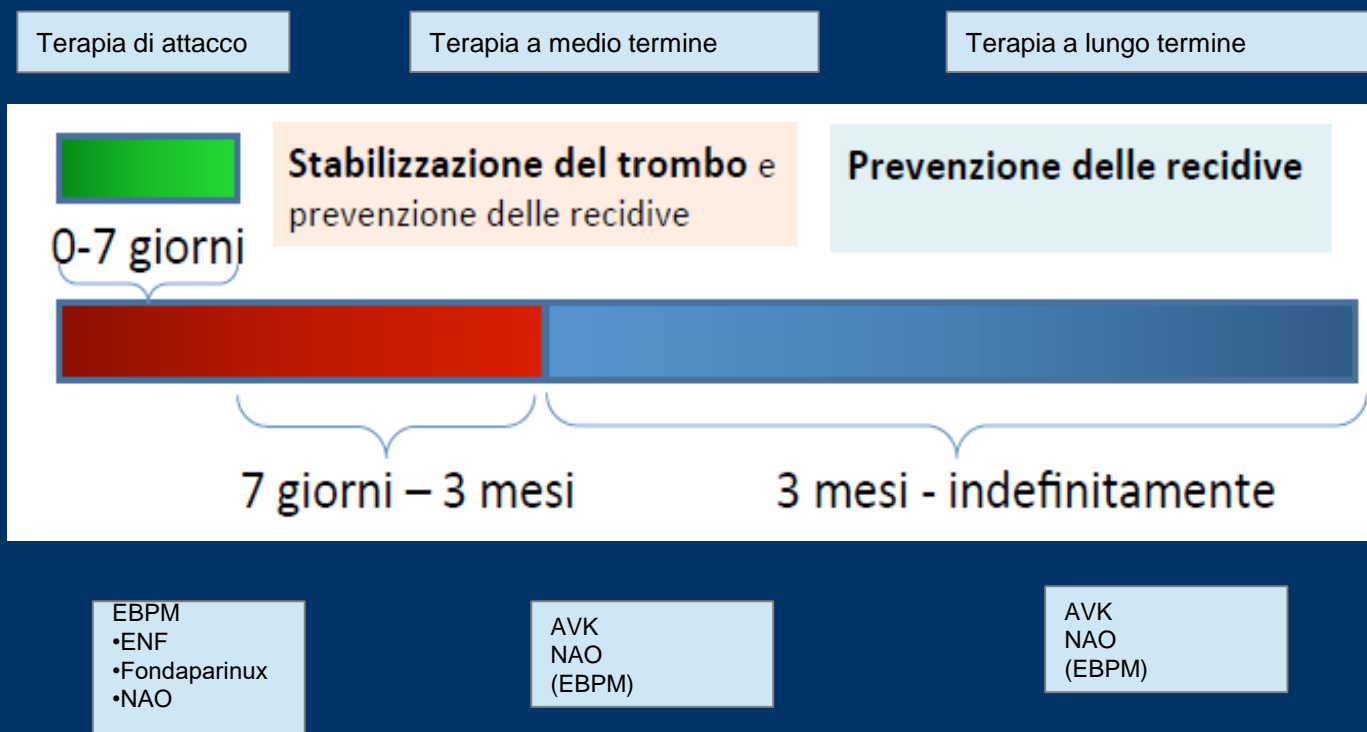 Terapia di attacco
Terapia a medio termine
Terapia a lungo termine
Stabilizzazione del trombo e
prevenzione delle recidive
Prevenzione delle recidive
0-7 giorni
7 giorni – 3 mesi
3 mesi - indefinitamente
EBPM
•ENF
•Fondaparinux
•NAO
AVK
NAO
(EBPM)
AVK
NAO
(EBPM)